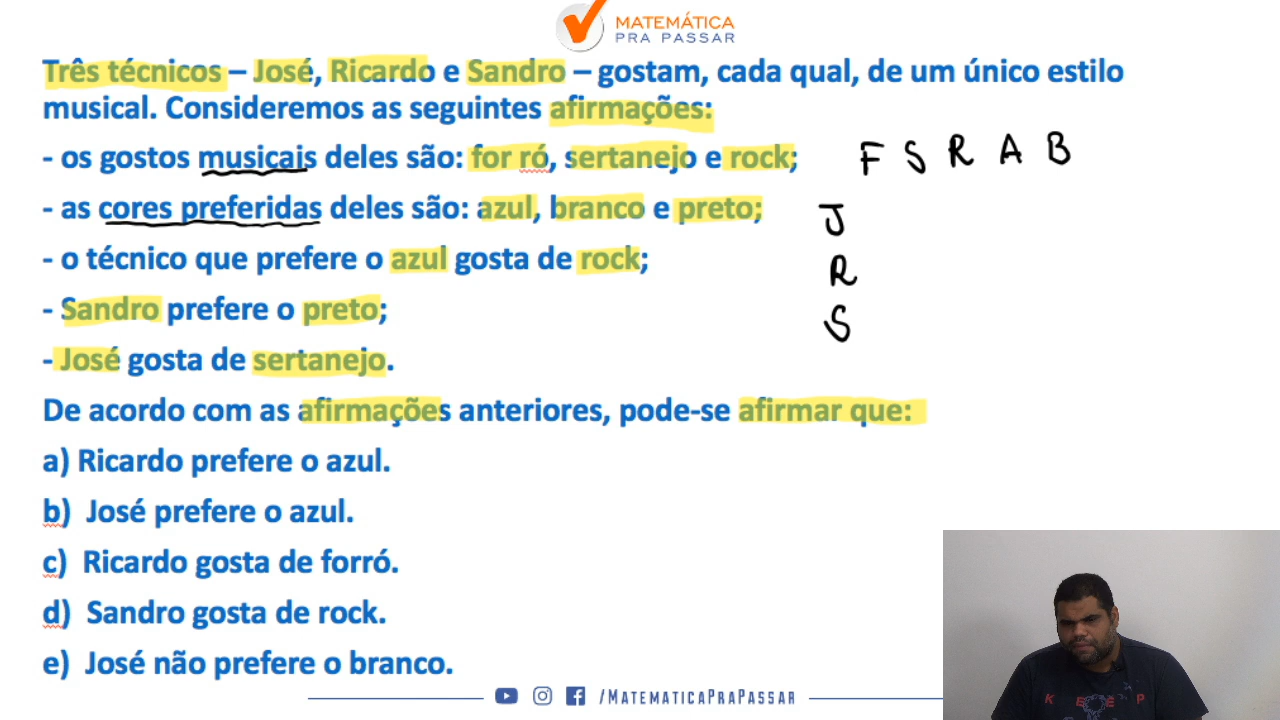 MATEMÁTICA
PRA PASSAR
Três técnicos – José, Ricardo e Sandro – gostam, cada qual, de um único estilo
musical. Consideremos as seguintes afirmações:
- os gostos musicais deles são: for ró, sertanejo e rock; F S R A B
- as cores preferidas deles são: azul, branco e preto;
J
- o técnico que prefere o azul gosta de rock;
R
- Sandro prefere o preto;
S
- José gosta de sertanejo.
De acordo com as afirmações anteriores, pode-se afirmar que:
a) Ricardo prefere o azul.
b) José prefere o azul.
c) Ricardo gosta de forró.
d) Sandro gosta de rock.
e) José não prefere o branco.
K E E P
/MATEMATICAPRAPASSAR